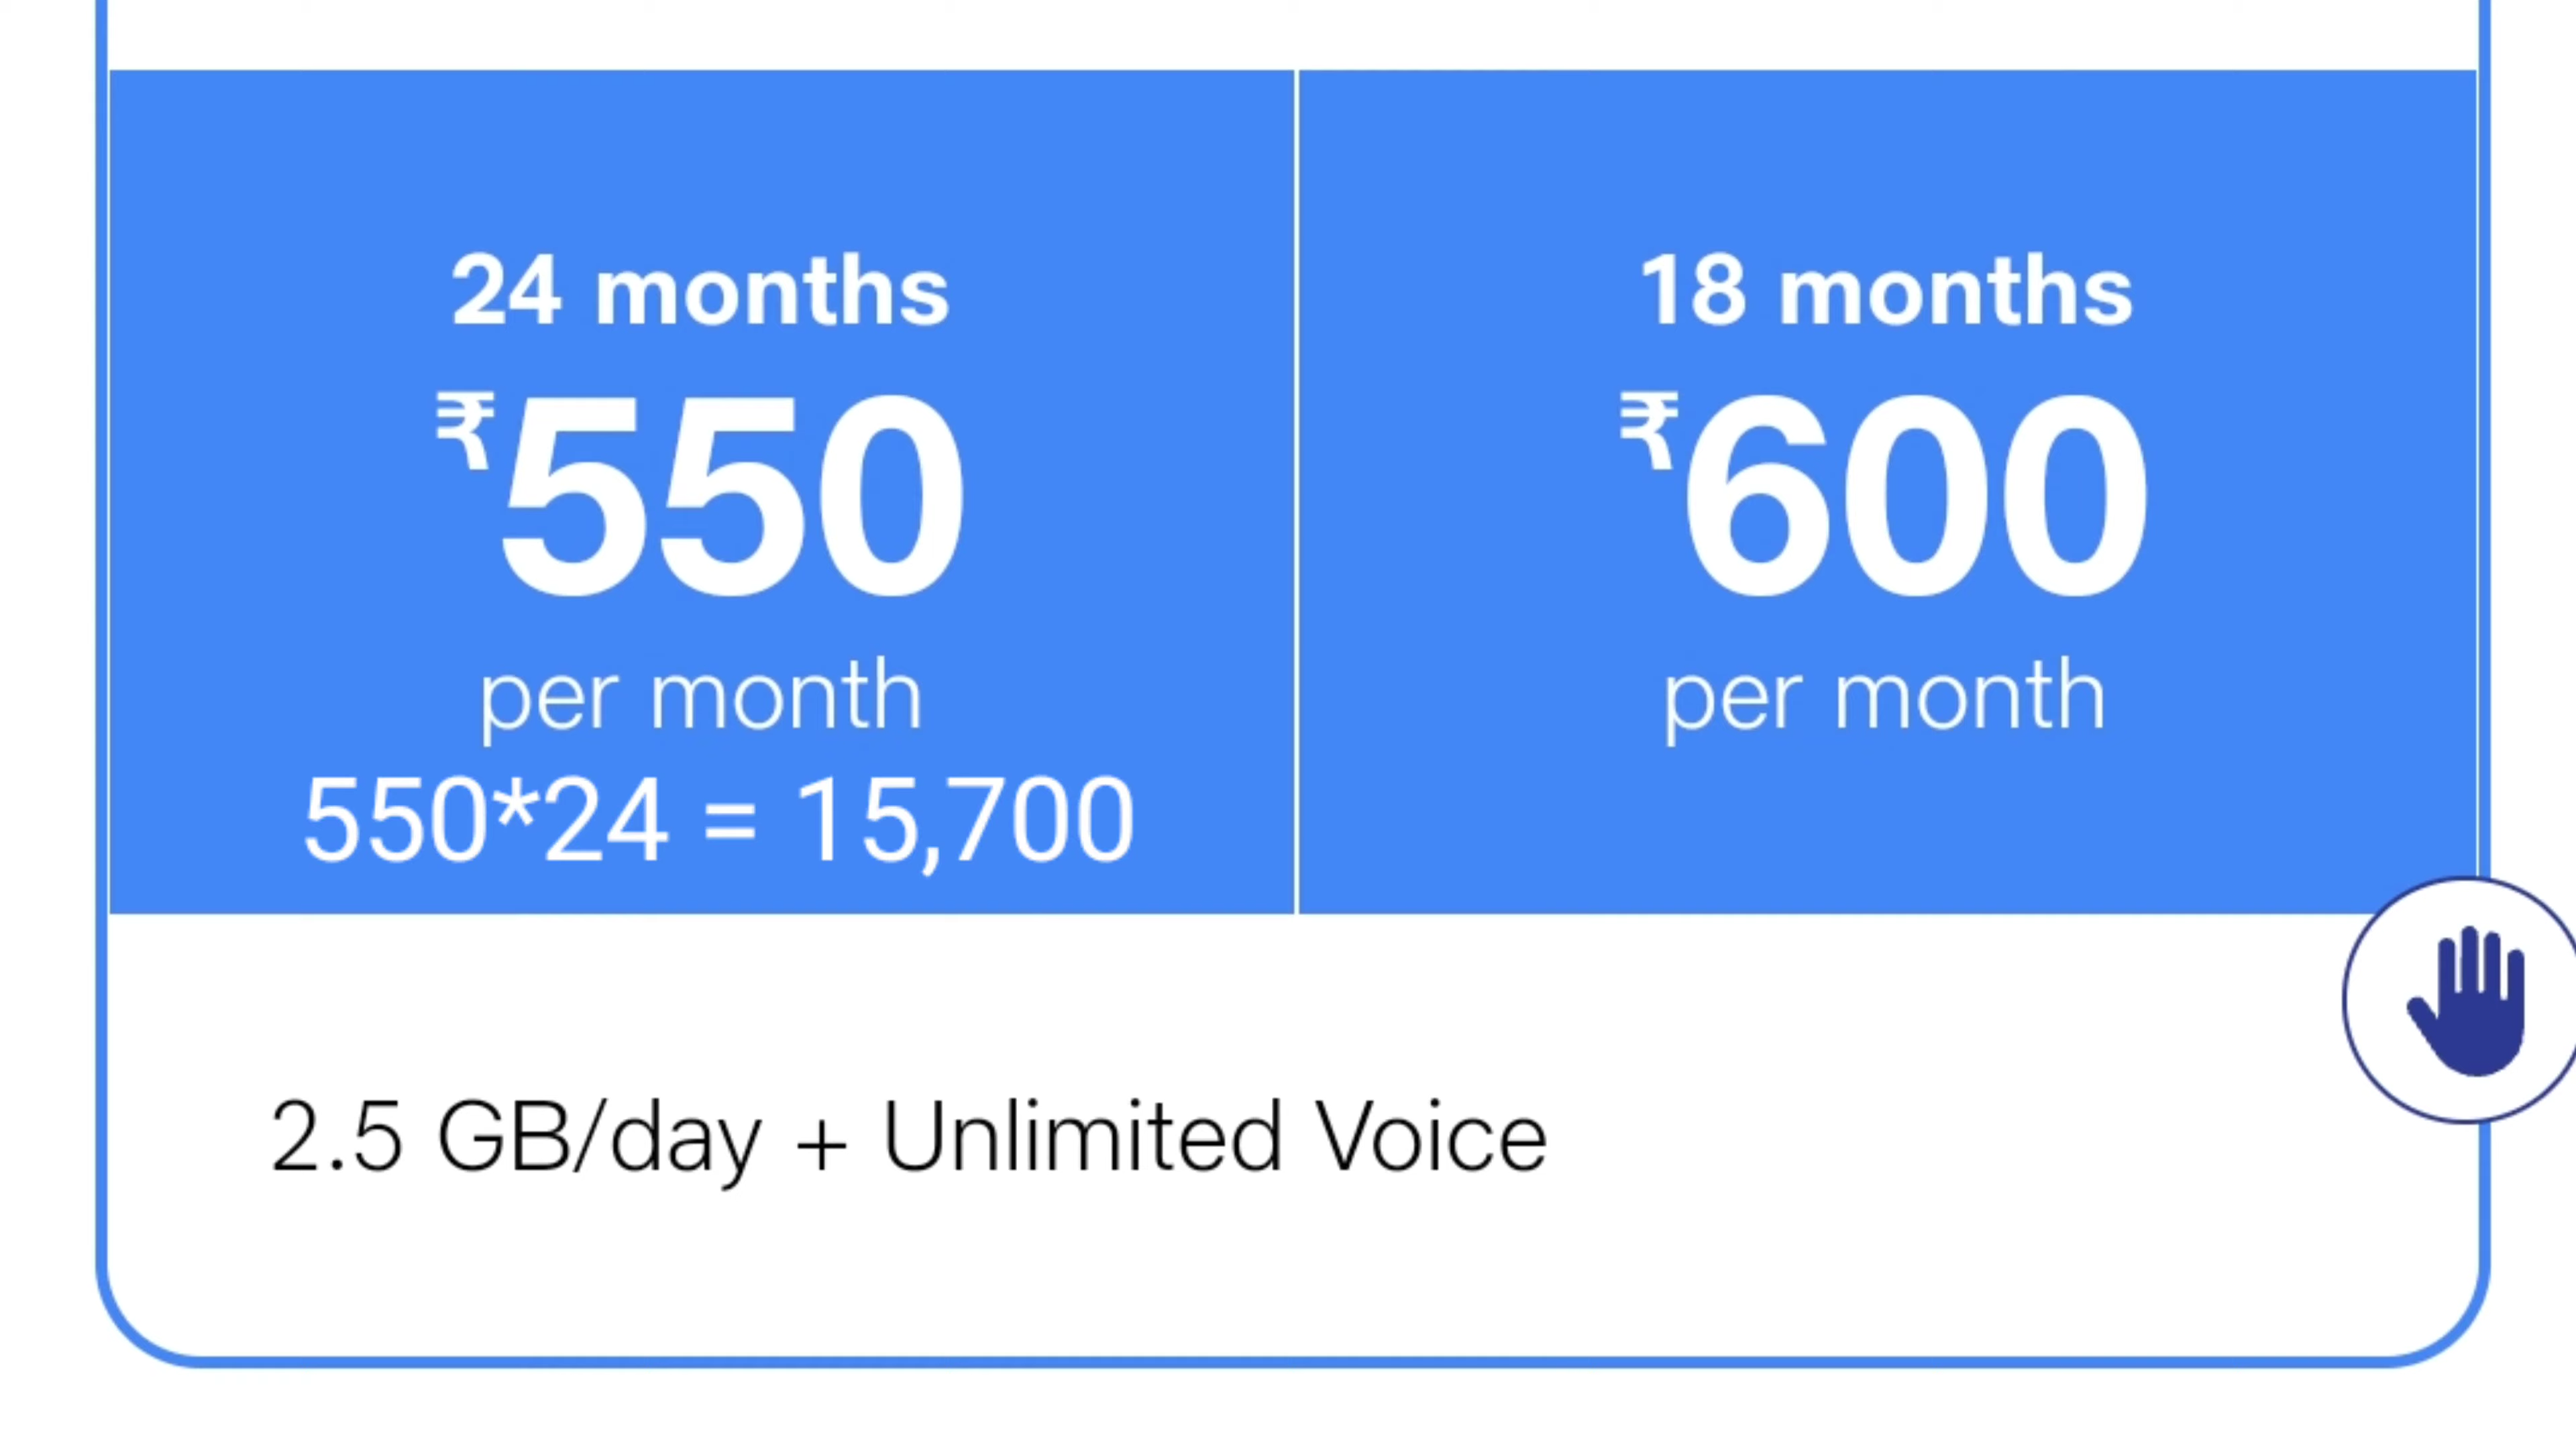 24 months
18 months
₹550
₹600
per month
per month
550*24 = 15,700
2.5 GB/day + Unlimited Voice